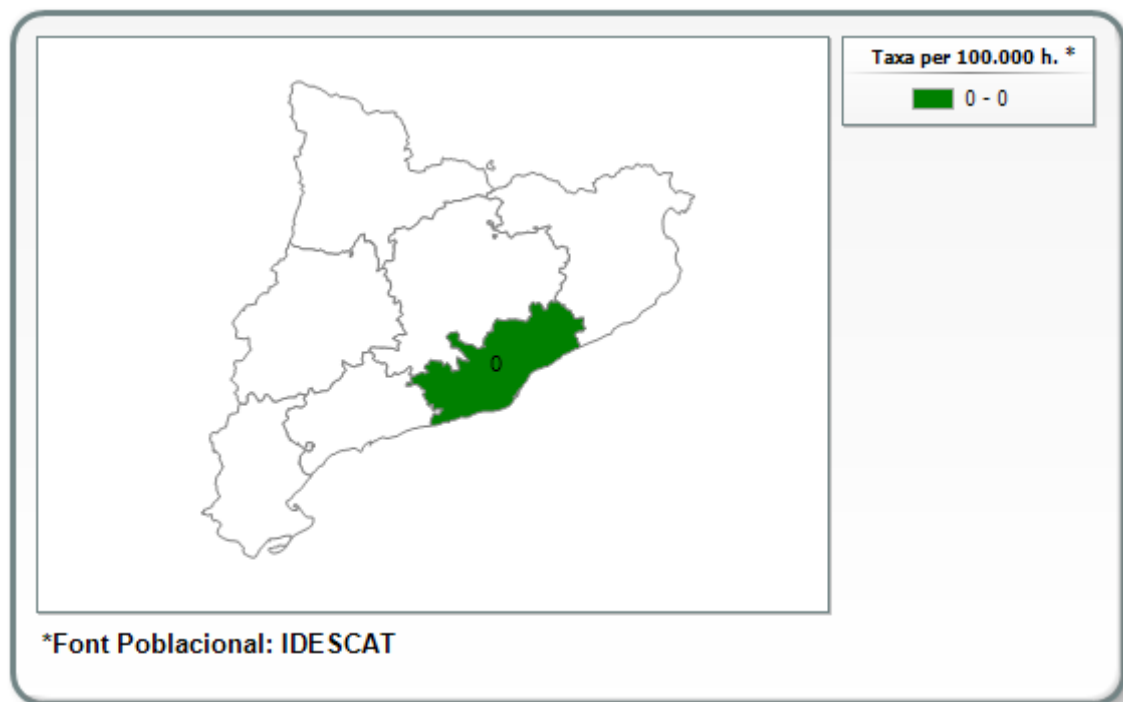 Taxa per 100.000 h. *
0 - 0
0
*Font Poblacional: IDESCAT